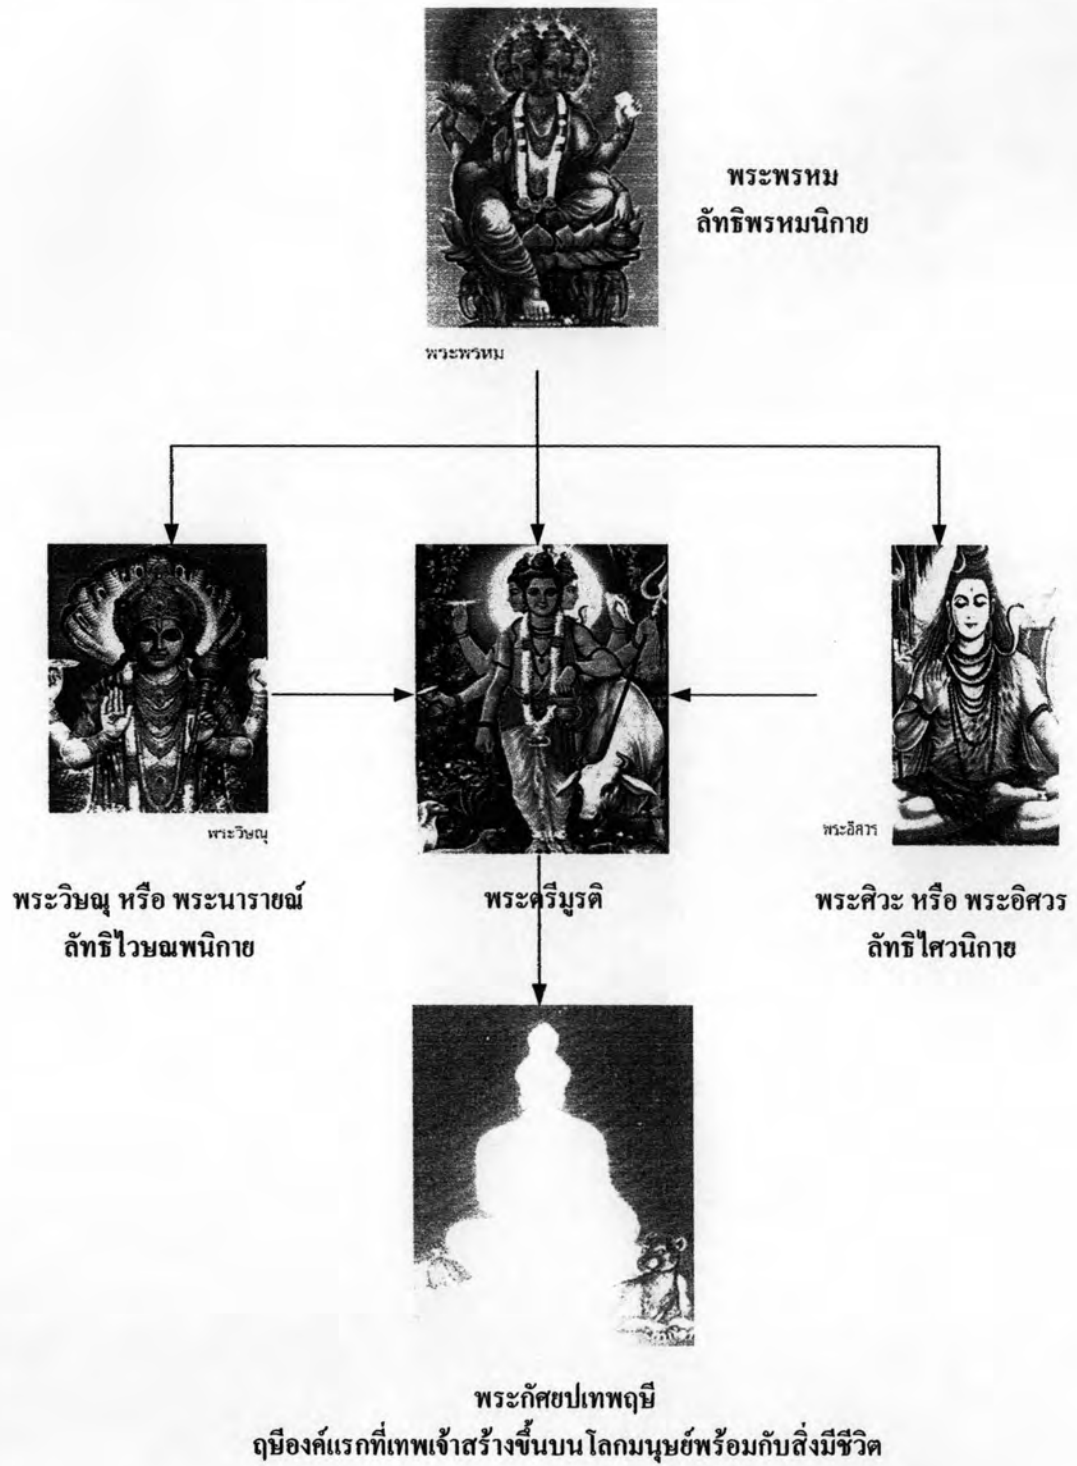 พระพรหม
ลัทธิพรหมนิกาย
พระพรหม
พระวิษณุ
พระอิศวร
พระวิษณุ หรือ พระนารายณ์
ลัทธิไวษณพนิกาย
พระตรีมูรติ
พระศิวะ หรือ พระอิศวร
ลัทธิไศวนิกาย
พระกัศยปเทพฤษี
ฤษีองค์แรกที่เทพเจ้าสร้างขึ้นบนโลกมนุษย์พร้อมกับสิ่งมีชีวิต